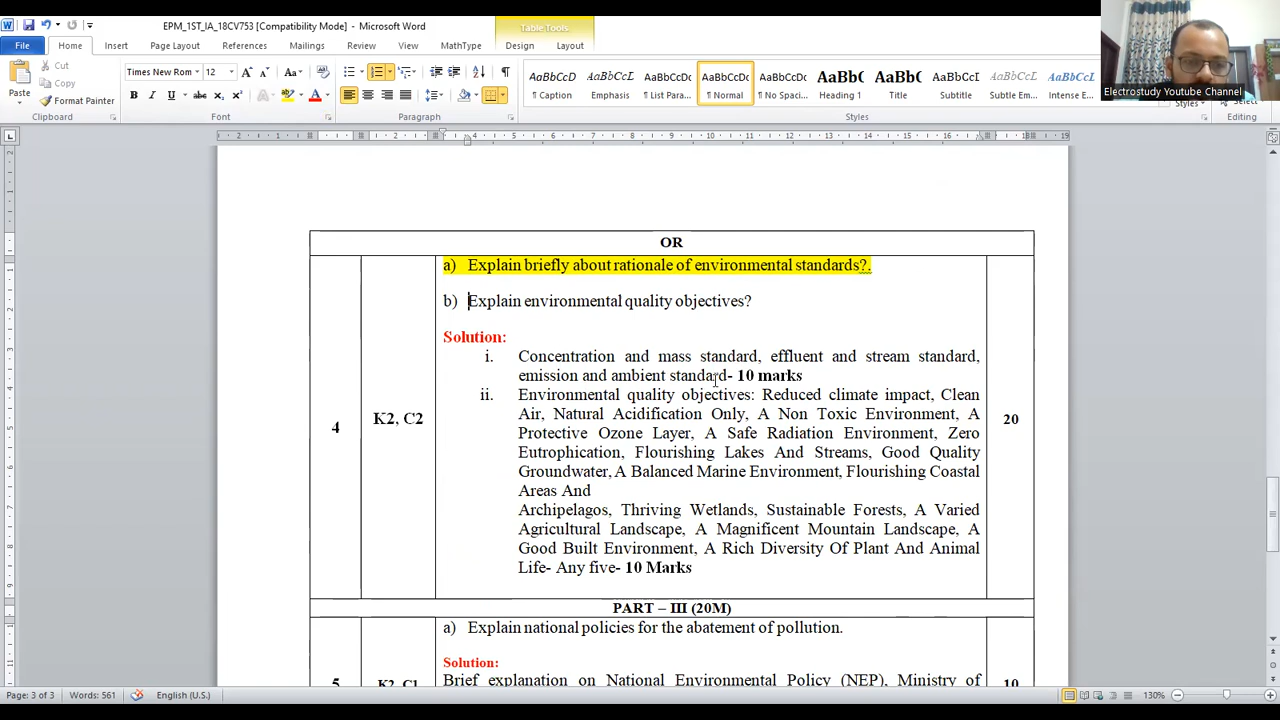 EPM_1ST_IA_18CV753 [Compatibility Mode] - Microsoft Word
Table Tools
File Home Insert Page Layout References Mailings Review View MathType Design Layout
Cut
Copy
Format Painter
Paste
Times New Rom 12
AaBbCcD AaBbCcL AaBbCcDc AaBbCcDc AaBbCcDc AaBbC AaBbC AaBbCcL AaBbCcL AaBbCcL
¶ Caption Emphasis ¶ List Para... ¶ Normal ¶ No Spaci... Heading 1 Title Subtitle Subtle Em... Intense E...
Styles
Electrostudy Youtube Channel
Clipboard Font Paragraph Styles Editing
OR
a) Explain briefly about rationale of environmental standards?.
b) Explain environmental quality objectives?
Solution:
i. Concentration and mass standard, effluent and stream standard,
emission and ambient standard- 10 marks
ii. Environmental quality objectives: Reduced climate impact, Clean
Air, Natural Acidification Only, A Non Toxic Environment, A
Protective Ozone Layer, A Safe Radiation Environment, Zero
Eutrophication, Flourishing Lakes And Streams, Good Quality
Groundwater, A Balanced Marine Environment, Flourishing Coastal
Areas And
Archipelagos, Thriving Wetlands, Sustainable Forests, A Varied
Agricultural Landscape, A Magnificent Mountain Landscape, A
Good Built Environment, A Rich Diversity Of Plant And Animal
Life- Any five- 10 Marks
4
K2, C2
20
PART – III (20M)
a) Explain national policies for the abatement of pollution.
Solution:
Brief explanation on National Environmental Policy (NEP), Ministry of
5
K2, C1
10
Page: 3 of 3 Words: 561 English (U.S.) 130%